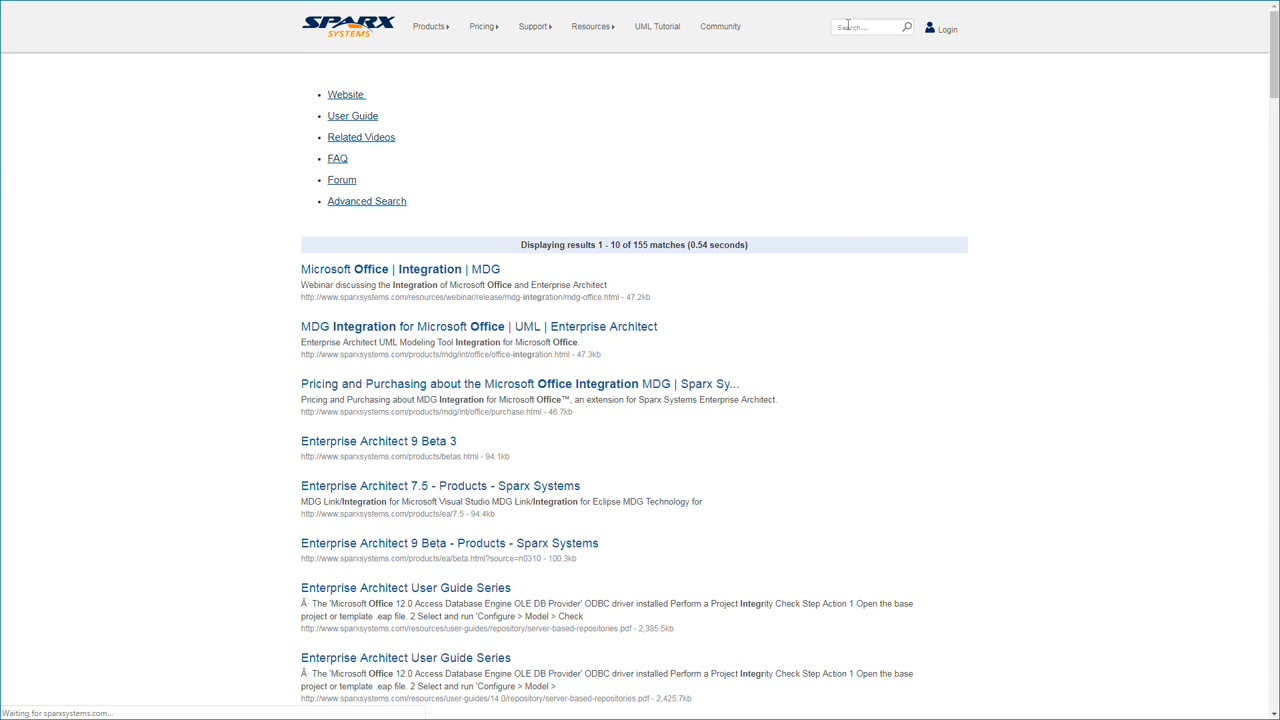 SPARX
SYSTEMS
Products
Pricing
Support
Resources
UML Tutorial
Community
Search...
Login
• Website
• User Guide
• Related Videos
• FAQ
• Forum
• Advanced Search
Displaying results 1 - 10 of 155 matches (0.54 seconds)
Microsoft Office | Integration | MDG
Webinar discussing the Integration of Microsoft Office and Enterprise Architect
http://www.sparxsystems.com/resources/webinar/release/mdg-integration/mdg-office.html - 47.2kb
MDG Integration for Microsoft Office | UML | Enterprise Architect
Enterprise Architect UML Modeling Tool Integration for Microsoft Office.
http://www.sparxsystems.com/products/mdg/int/office/office-integration.html - 47.3kb
Pricing and Purchasing about the Microsoft Office Integration MDG | Sparx Sy...
Pricing and Purchasing about MDG Integration for Microsoft Office™, an extension for Sparx Systems Enterprise Architect.
http://www.sparxsystems.com/products/mdg/int/office/purchase.html - 46.7kb
Enterprise Architect 9 Beta 3
http://www.sparxsystems.com/products/betas.html - 94.1kb
Enterprise Architect 7.5 - Products - Sparx Systems
MDG Link/Integration for Microsoft Visual Studio MDG Link/Integration for Eclipse MDG Technology for
http://www.sparxsystems.com/products/ea/7.5 - 94.4kb
Enterprise Architect 9 Beta - Products - Sparx Systems
http://www.sparxsystems.com/products/ea/beta.html?source=n0310 - 100.3kb
Enterprise Architect User Guide Series
Â· The 'Microsoft Office 12.0 Access Database Engine OLE DB Provider' ODBC driver installed Perform a Project Integrity Check Step Action 1 Open the base
project or template .eap file. 2 Select and run 'Configure > Model > Check
http://www.sparxsystems.com/resources/user-guides/repository/server-based-repositories.pdf - 2,385.5kb
Enterprise Architect User Guide Series
Â· The 'Microsoft Office 12.0 Access Database Engine OLE DB Provider' ODBC driver installed Perform a Project Integrity Check Step Action 1 Open the base
project or template .eap file. 2 Select and run 'Configure > Model >
http://www.sparxsystems.com/resources/user-guides/14.0/repository/server-based-repositories.pdf - 2,425.7kb
Waiting for sparxsystems.com...